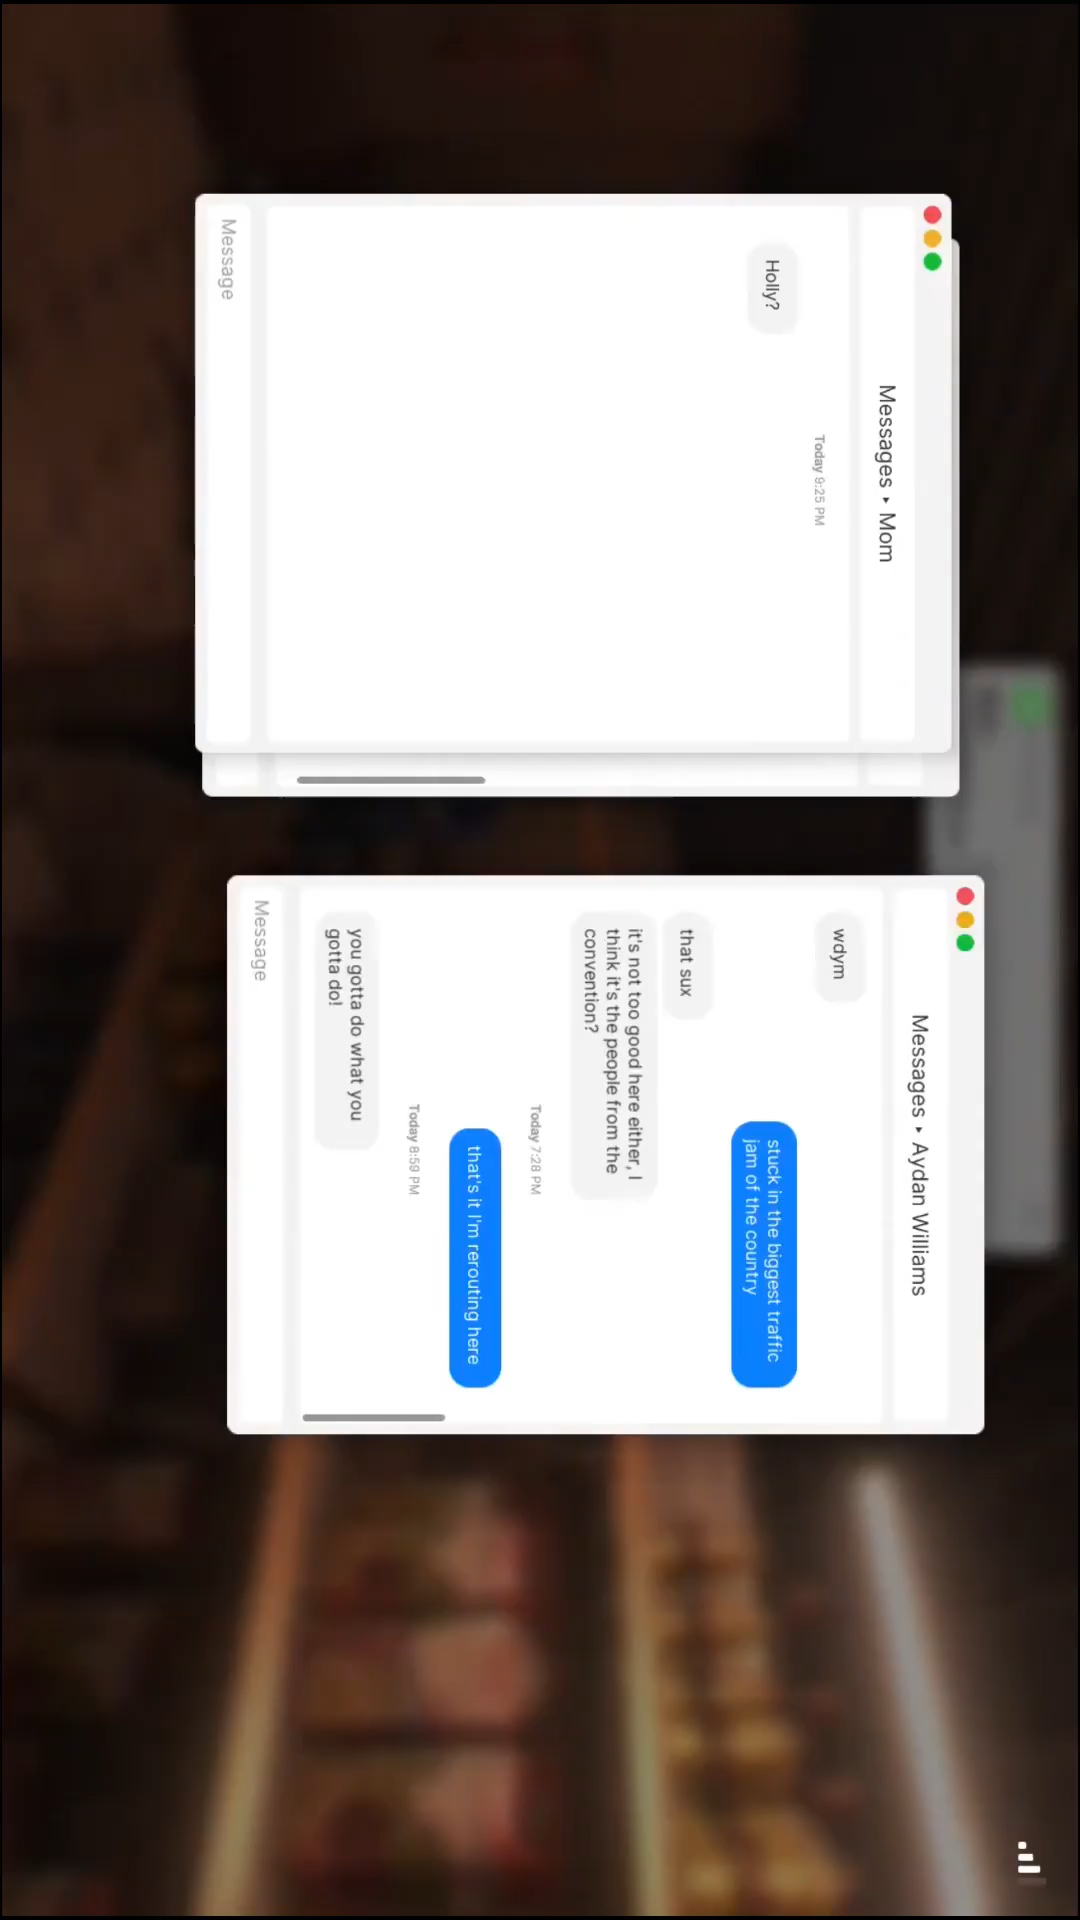 Messages ▸ Mom
Today 9:25 PM
Holly?
Message
Messages ▸ Aydan Williams
wdym
stuck in the biggest traffic
jam of the country
that sux
it's not too good here either, I
think it's the people from the
convention?
Today 7:28 PM
that's it I'm rerouting here
Today 8:59 PM
you gotta do what you
gotta do!
Message